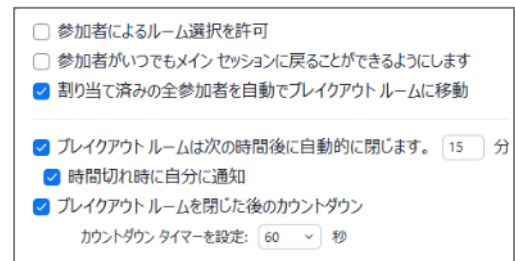 参加者によるルーム選択を許可
参加者がいつでもメイン セッションに戻ることができるようにします
割り当て済みの全参加者を自動でブレイクアウト ルームに移動
ブレイクアウト ルームは次の時間後に自動的に閉じます。 15 分
時間切れ時に自分に通知
ブレイクアウト ルームを閉じた後のカウントダウン
カウントダウン タイマーを設定: 60 秒